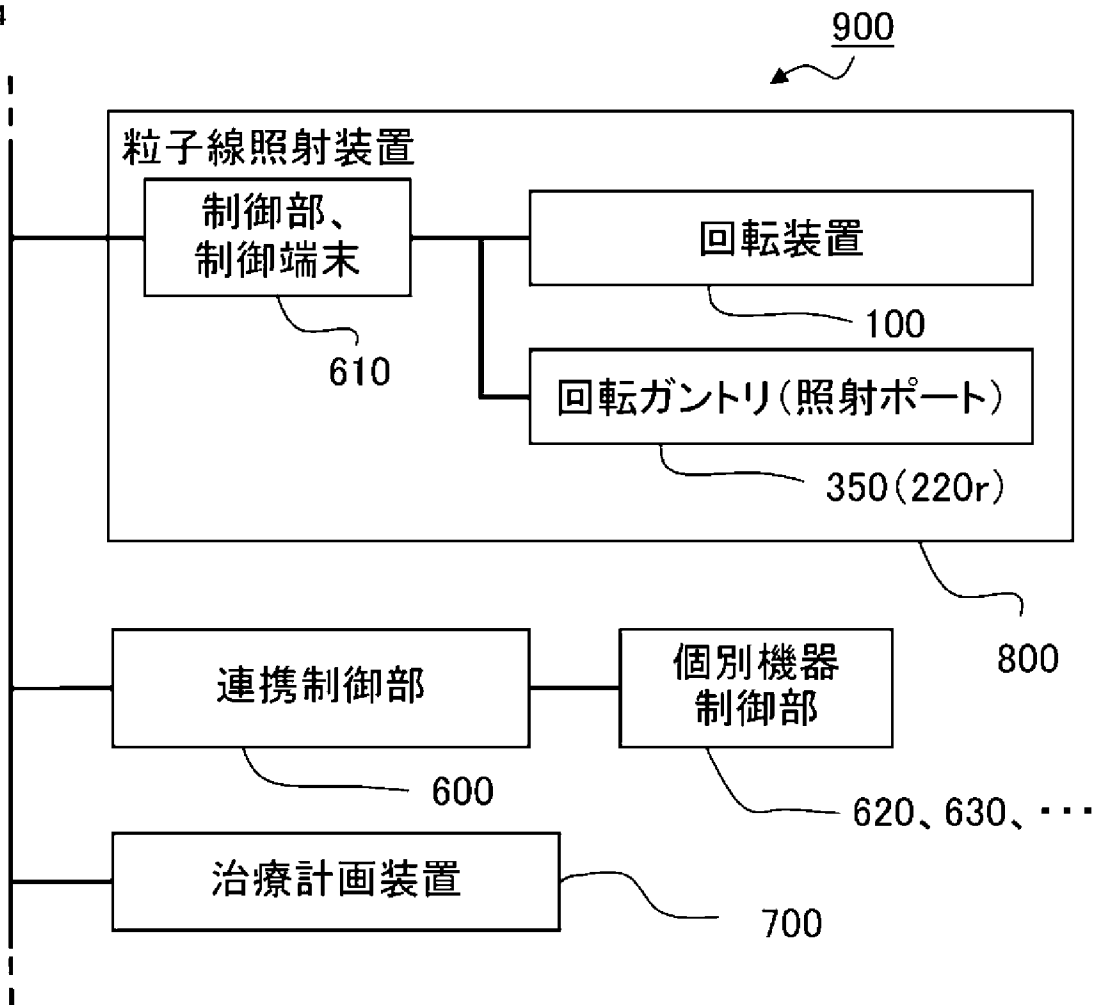 4
900
粒子線照射装置
制御部、
制御端末
回転装置
100
610
回転ガントリ(照射ポート)
350(220r)
800
連携制御部
個別機器
制御部
600
620、630、・・・
治療計画装置
700